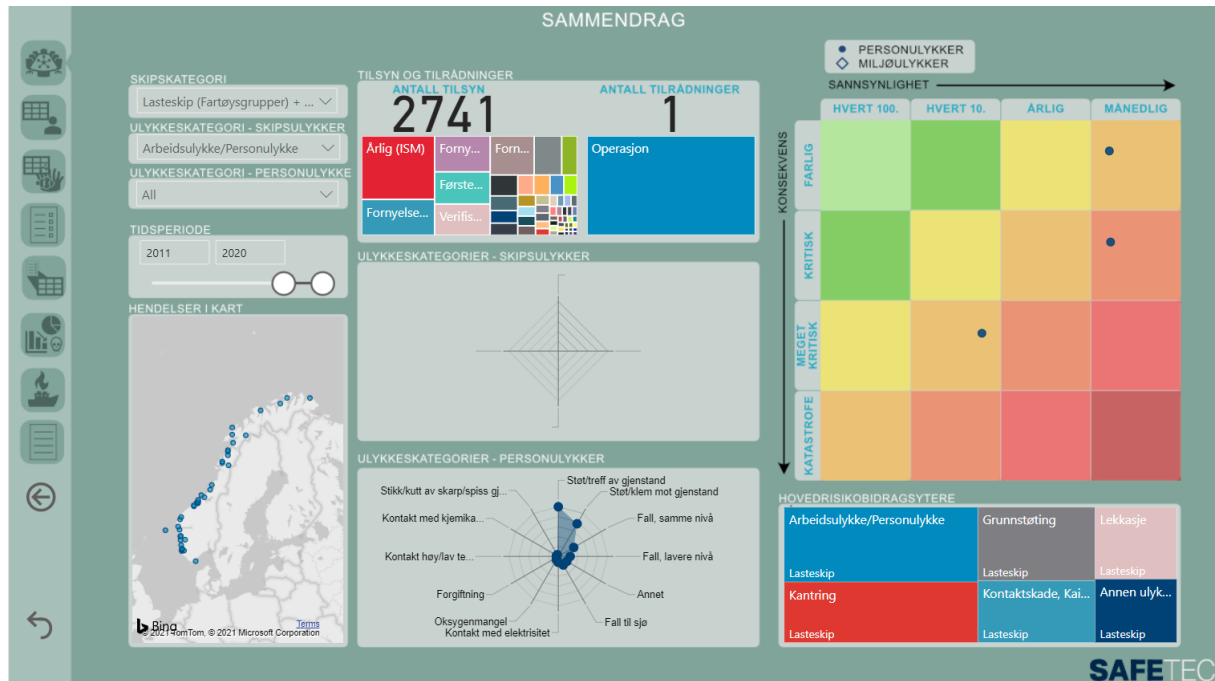 SAMMENDRAG
SKIPSKATEGORI
Lasteskip (Fartøysgrupper) + ...
ULYKKESKATEGORI - SKIPSULYKKER
Arbeidsulykke/Personulykke
ULYKKESKATEGORI - PERSONULYKKE
All
TIDSPERIODE
2011 2020
HENDELSER I KART
Bing
© 2021 TomTom, © 2021 Microsoft Corporation
Terms
TILSYN OG TILRÅDNINGER
ANTALL TILSYN
2741
ANTALL TILRÅDNINGER
1
Årlig (ISM)
Forny...
Forn...
Første...
Fornyelse...
Verifis...
Operasjon
ULYKKESKATEGORIER - SKIPSULYKKER
ULYKKESKATEGORIER - PERSONULYKKER
Støt/treff av gjenstand
Støt/klem mot gjenstand
Fall, samme nivå
Fall, lavere nivå
Annet
Fall til sjø
Kontakt med elektrisitet
Oksygenmangel
Forgiftning
Kontakt høy/lav te...
Kontakt med kjemika...
Stikk/kutt av skarp/spiss gj...
PERSONULYKKER
MILJØULYKKER
SANNSYNLIGHET
HVERT 100.
HVERT 10.
ÅRLIG
MÅNEDLIG
KONSEKVENS
FARLIG
KRITISK
MEGET
KRITISK
KATASTROFE
HOVEDRISIKOBIDRAGSYTERE
Arbeidsulykke/Personulykke
Lasteskip
Grunnstøting
Lasteskip
Lekkasje
Lasteskip
Kantring
Lasteskip
Kontaktskade, Kai...
Lasteskip
Annen ulyk...
Lasteskip
SAFETEC